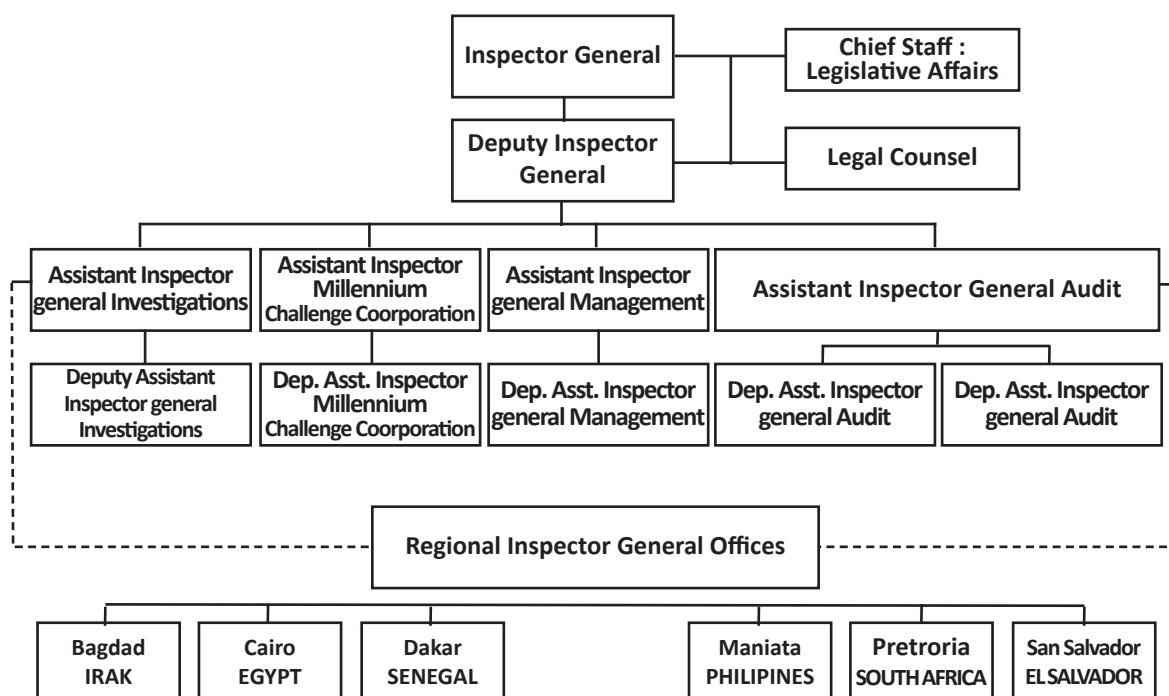 Inspector General
Chief Staff :
Legislative Affairs
Deputy Inspector
General
Legal Counsel
Assistant Inspector
general Investigations
Assistant Inspector
Millennium
Challenge Coorporation
Assistant Inspector
general Management
Assistant Inspector General Audit
Deputy Assistant
Inspector general
Investigations
Dep. Asst. Inspector
Millennium
Challenge Coorporation
Dep. Asst. Inspector
general Management
Dep. Asst. Inspector
general Audit
Dep. Asst. Inspector
general Audit
Regional Inspector General Offices
Bagdad
IRAK
Cairo
EGYPT
Dakar
SENEGAL
Maniata
PHILIPINES
Pretroria
SOUTH AFRICA
San Salvador
EL SALVADOR